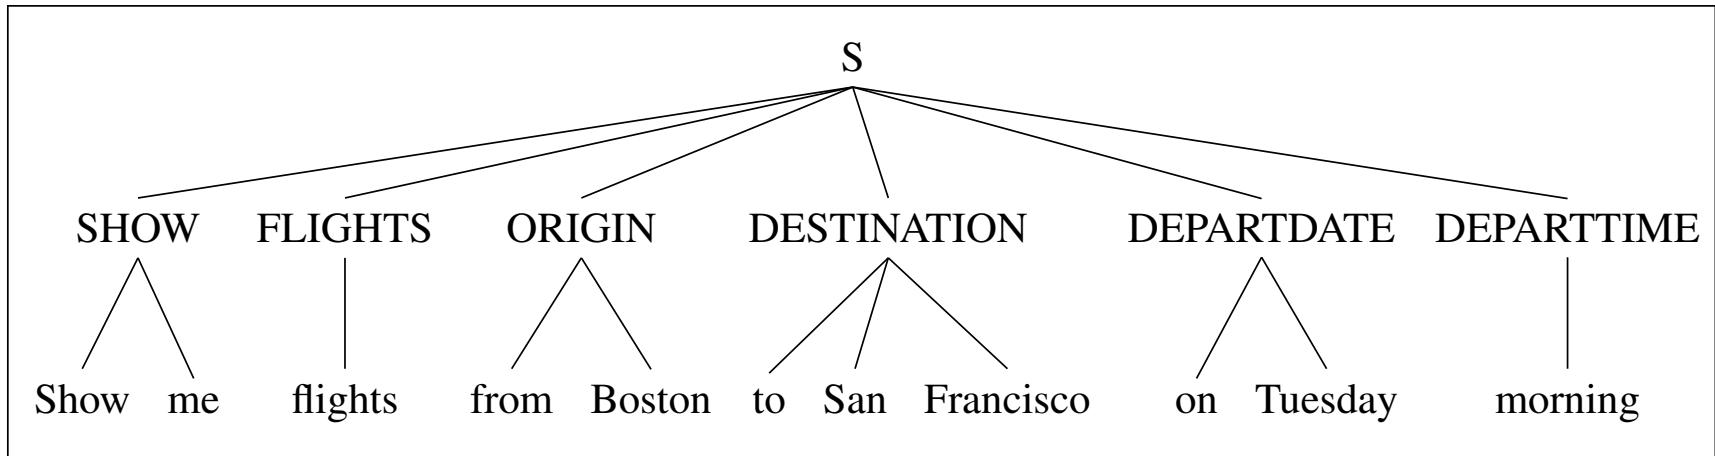 S
SHOW FLIGHTS ORIGIN DESTINATION DEPARTDATE DEPARTTIME
Show me flights from Boston to San Francisco on Tuesday morning